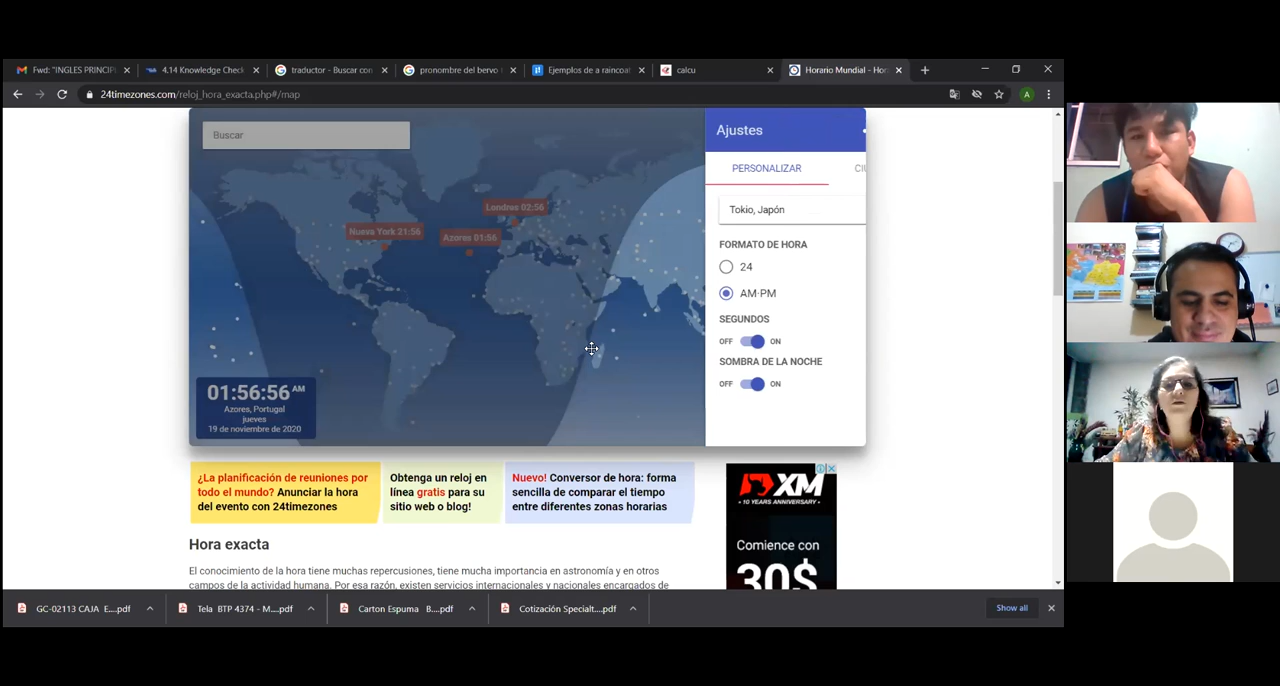 Fwd: "INGLES PRINCIPI
4.14 Knowledge Check
traductor - Buscar con
pronombre del bervo
Ejemplos de a raincoat
calcu
Horario Mundial - Hor
24timezones.com/reloj_hora_exacta.php#/map
A
Buscar
Ajustes
PERSONALIZAR
CIU
Tokio, Japón
FORMATO DE HORA
24
AM-PM
SEGUNDOS
OFF ON
SOMBRA DE LA NOCHE
OFF ON
Londres 02:56
Nueva York 21:56
Azores 01:56
01:56:56 AM
Azores, Portugal
jueves
19 de noviembre de 2020
¿La planificación de reuniones por
todo el mundo? Anunciar la hora
del evento con 24timezones
Obtenga un reloj en
línea gratis para su
sitio web o blog!
Nuevo! Conversor de hora: forma
sencilla de comparar el tiempo
entre diferentes zonas horarias
XM
10 YEARS ANNIVERSARY
Comience con
30$
Hora exacta
El conocimiento de la hora tiene muchas repercusiones, tiene mucha importancia en astronomía y en otros
campos de la actividad humana. Por esa razón, existen servicios internacionales y nacionales encargados de
GC-02113 CAJA E....pdf
Tela BTP 4374 - M....pdf
Carton Espuma B....pdf
Cotización Specialt....pdf
Show all